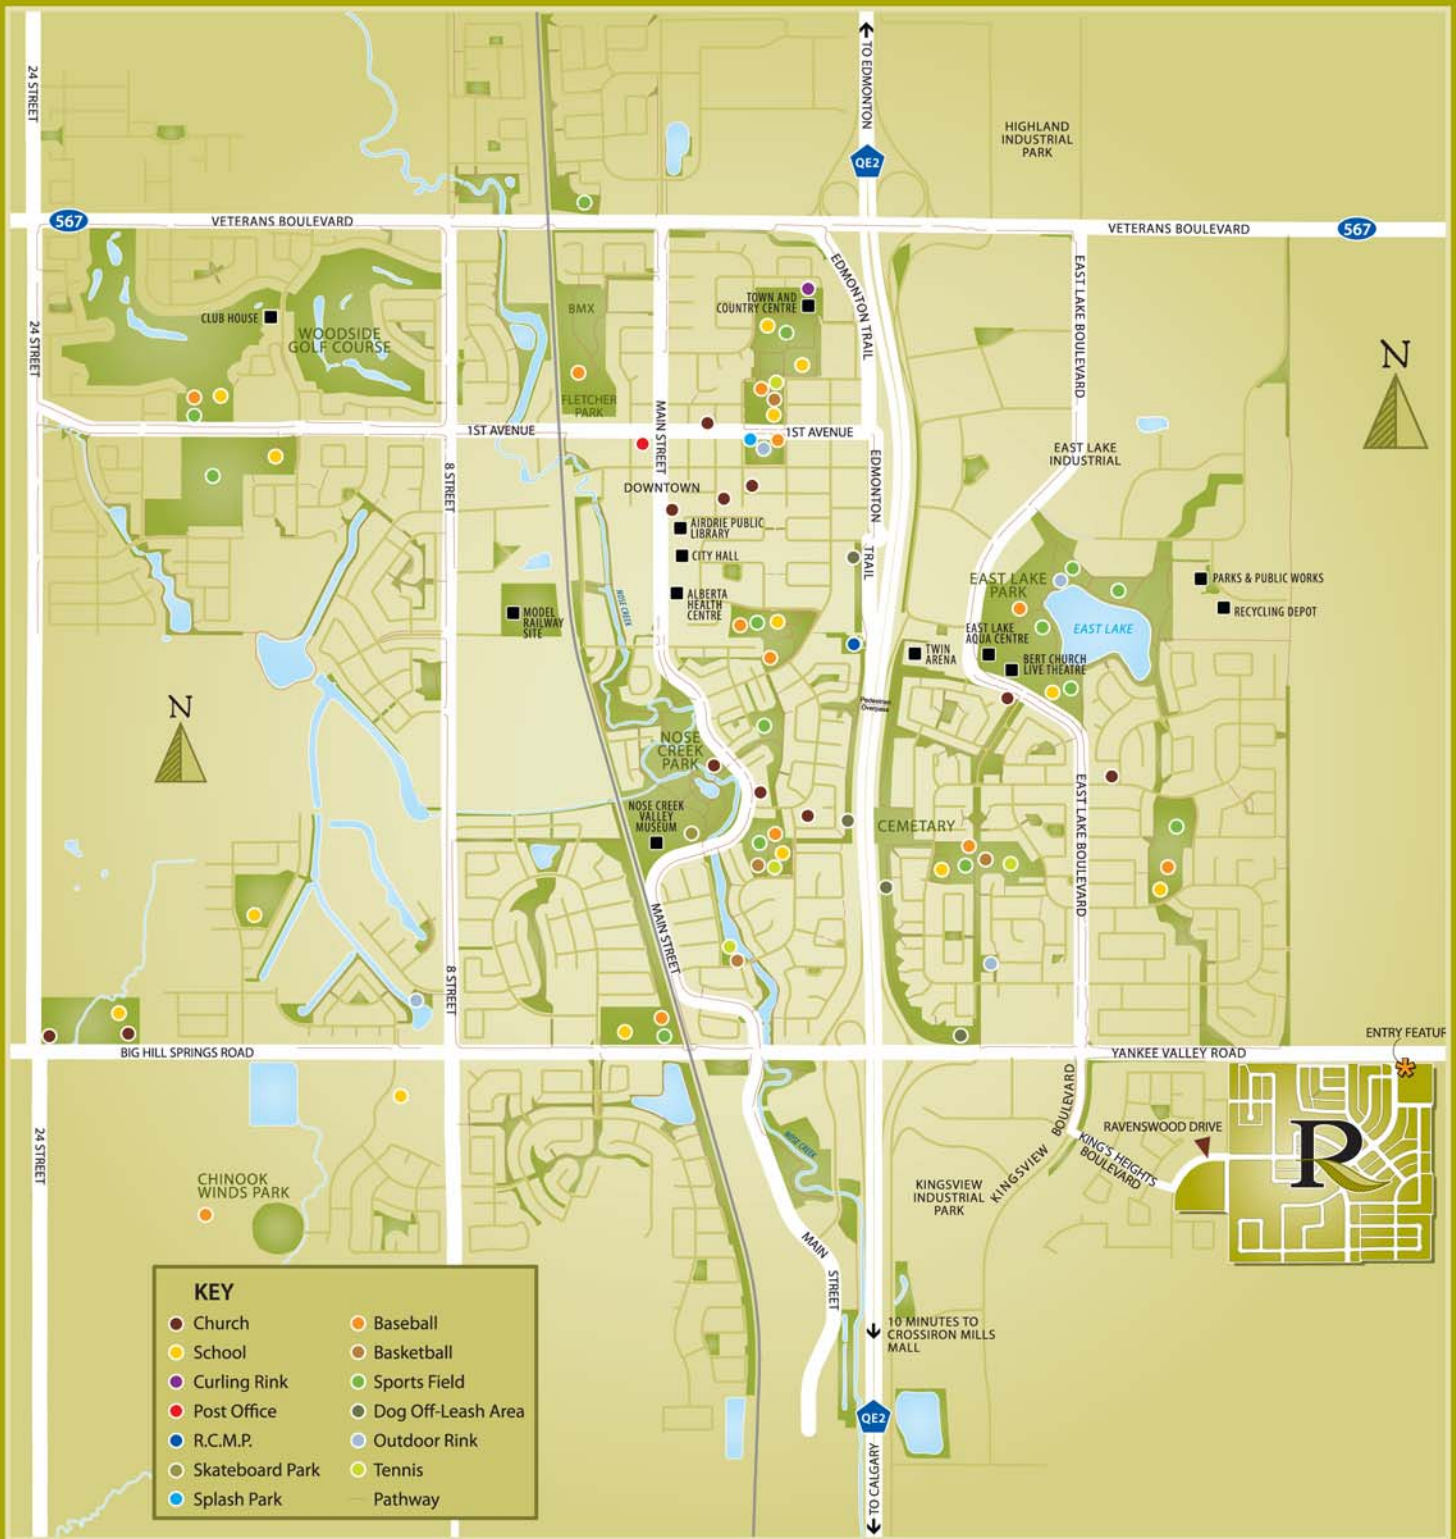 TO EDMONTON
24 STREET
HIGHLAND
INDUSTRIAL
PARK
QE2
567
VETERANS BOULEVARD
VETERANS BOULEVARD
567
EDMONTON TRAIL
EAST LAKE BOULEVARD
TOWN AND
COUNTRY CENTRE
BMX
CLUB HOUSE
WOODSIDE
GOLF COURSE
24 STREET
N
FLETCHER
PARK
MAIN STREET
1ST AVENUE
1ST AVENUE
EAST LAKE
INDUSTRIAL
8 STREET
EDMONTON
TRAIL
DOWNTOWN
AIRDRIE PUBLIC
LIBRARY
CITY HALL
ALBERTA
HEALTH
CENTRE
NOSE CREEK
MODEL
RAILWAY
SITE
EAST LAKE
PARK
PARKS & PUBLIC WORKS
RECYCLING DEPOT
EAST LAKE
EAST LAKE
AQUA CENTRE
TWIN
ARENA
BERT CHURCH
LIVE THEATRE
N
Pedestrian
Overpass
NOSE
CREEK
PARK
NOSE CREEK
VALLEY
MUSEUM
CEMETARY
EAST LAKE BOULEVARD
MAIN STREET
8 STREET
ENTRY FEATUR
BIG HILL SPRINGS ROAD
YANKEE VALLEY ROAD
24 STREET
NOSE CREEK
KINGSVIEW BOULEVARD
RAVENSWOOD DRIVE
KING'S HEIGHTS
BOULEVARD
R
CHINOOK
WINDS PARK
KINGSVIEW
INDUSTRIAL
PARK
MAIN STREET
10 MINUTES TO
CROSSIRON MILLS
MALL
QE2
TO CALGARY
KEY
Church
School
Curling Rink
Post Office
R.C.M.P.
Skateboard Park
Splash Park
Baseball
Basketball
Sports Field
Dog Off-Leash Area
Outdoor Rink
Tennis
Pathway